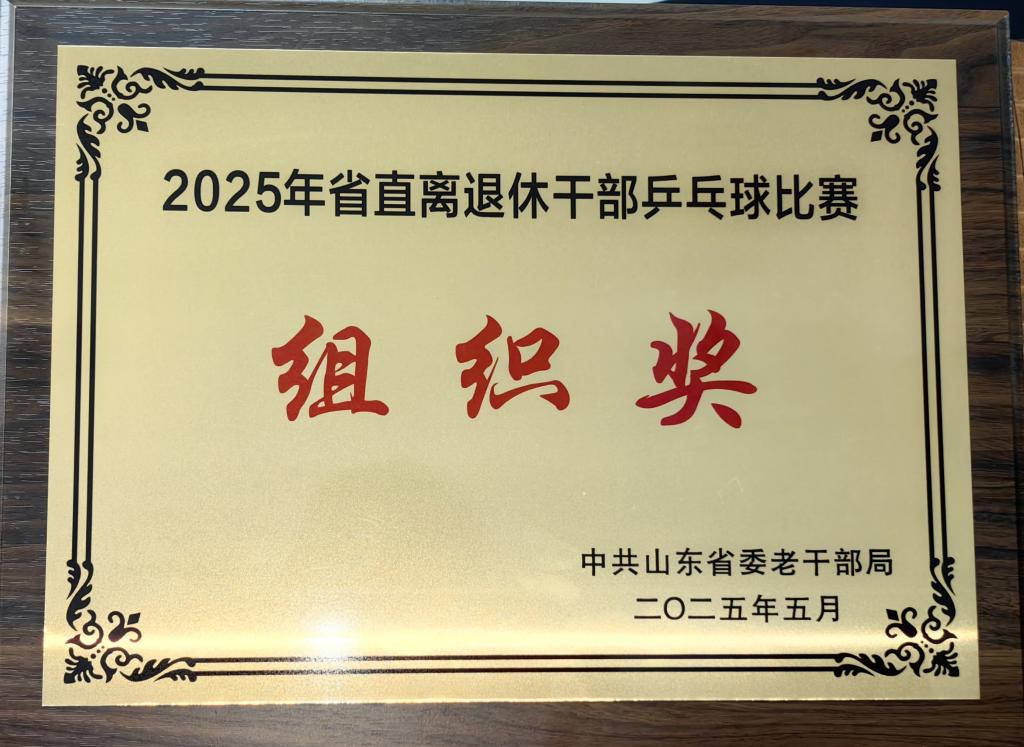 2025年省直离退休干部乒乓球比赛
组织奖
中共山东省委老干部局
二〇二五年五月